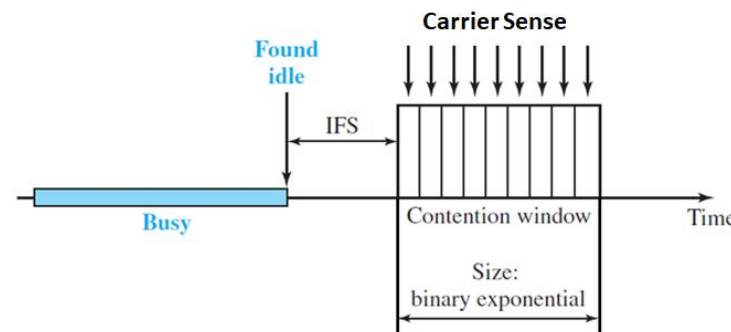 Carrier Sense
Found
idle
IFS
Busy
Contention window
Time
Size:
binary exponential